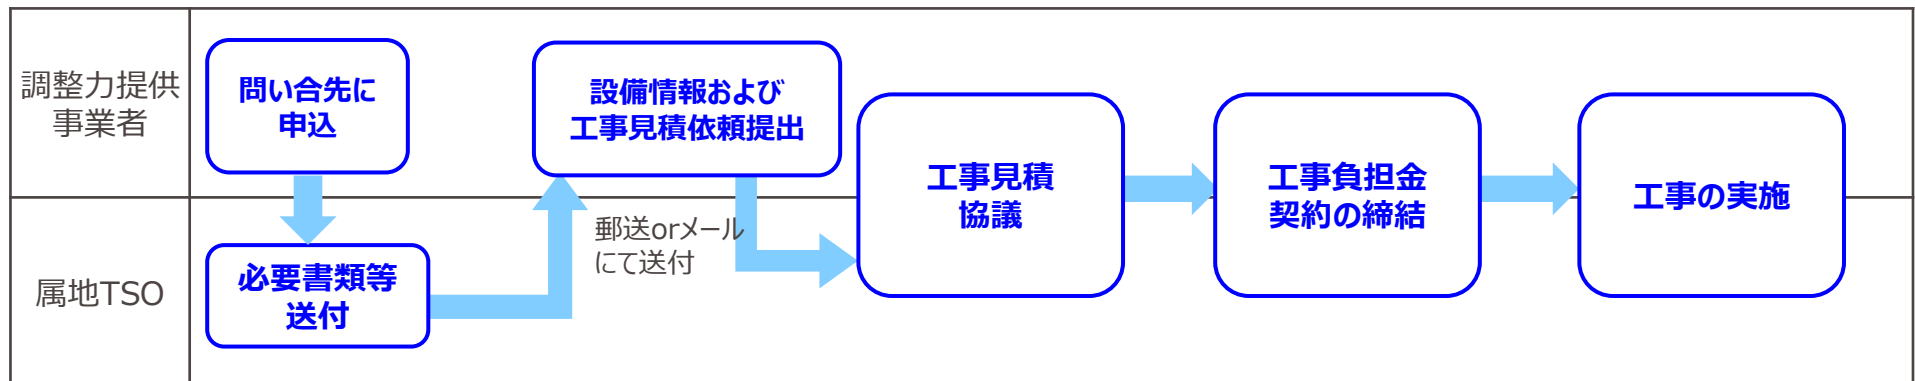 調整力提供
事業者
問い合先に
申込
設備情報および
工事見積依頼提出
工事見積
協議
工事負担金
契約の締結
工事の実施
郵送orメール
にて送付
属地TSO
必要書類等
送付